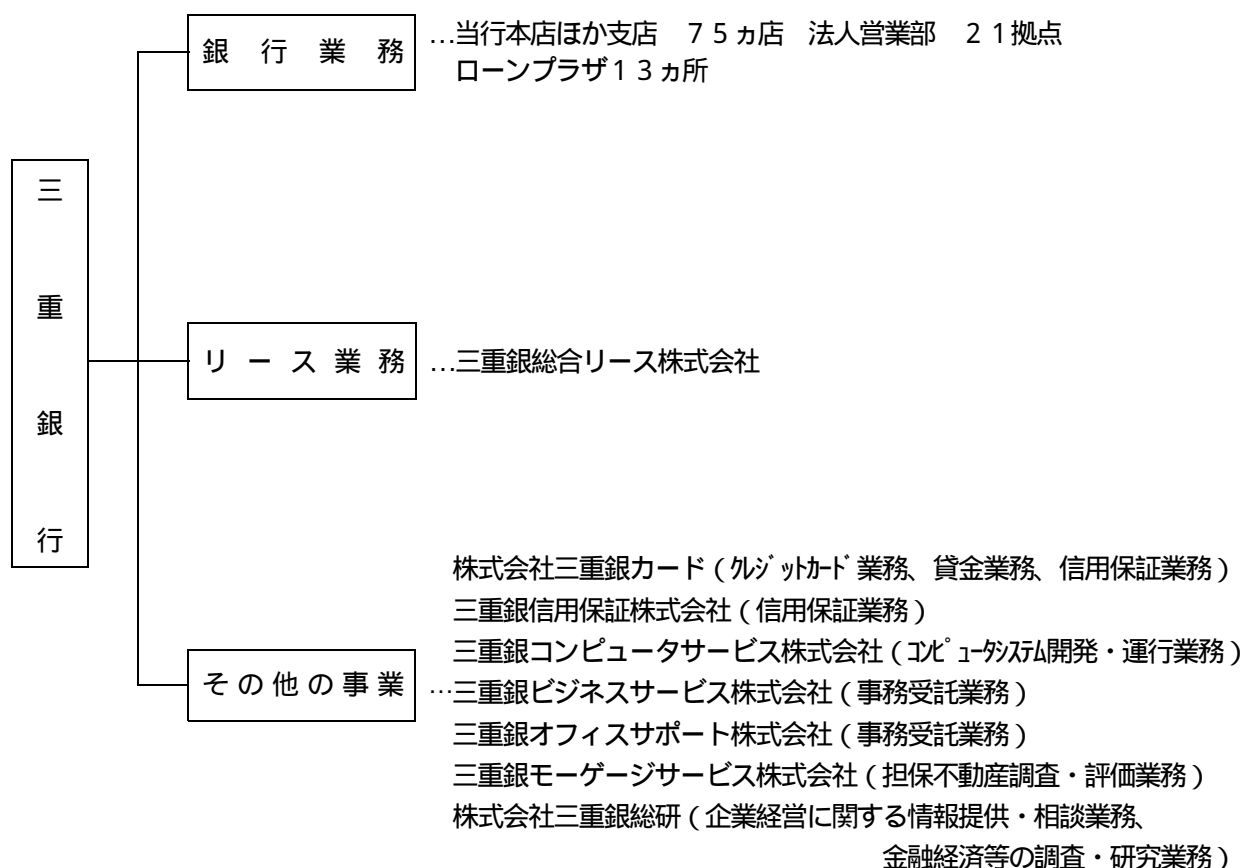 三重銀行
銀行業務
…当行本店ほか支店　７５ヵ店　法人営業部　２１拠点
ローンプラザ１３ヵ所
リース業務
…三重銀総合リース株式会社
その他の事業
…
株式会社三重銀カード（ｸﾚｼﾞｯﾄｶｰﾄﾞ業務、貸金業務、信用保証業務）
三重銀信用保証株式会社（信用保証業務）
三重銀コンピュータサービス株式会社（ｺﾝﾋﾟｭｰﾀｼｽﾃﾑ開発・運行業務）
三重銀ビジネスサービス株式会社（事務受託業務）
三重銀オフィスサポート株式会社（事務受託業務）
三重銀モーゲージサービス株式会社（担保不動産調査・評価業務）
株式会社三重銀総研（企業経営に関する情報提供・相談業務、
金融経済等の調査・研究業務）